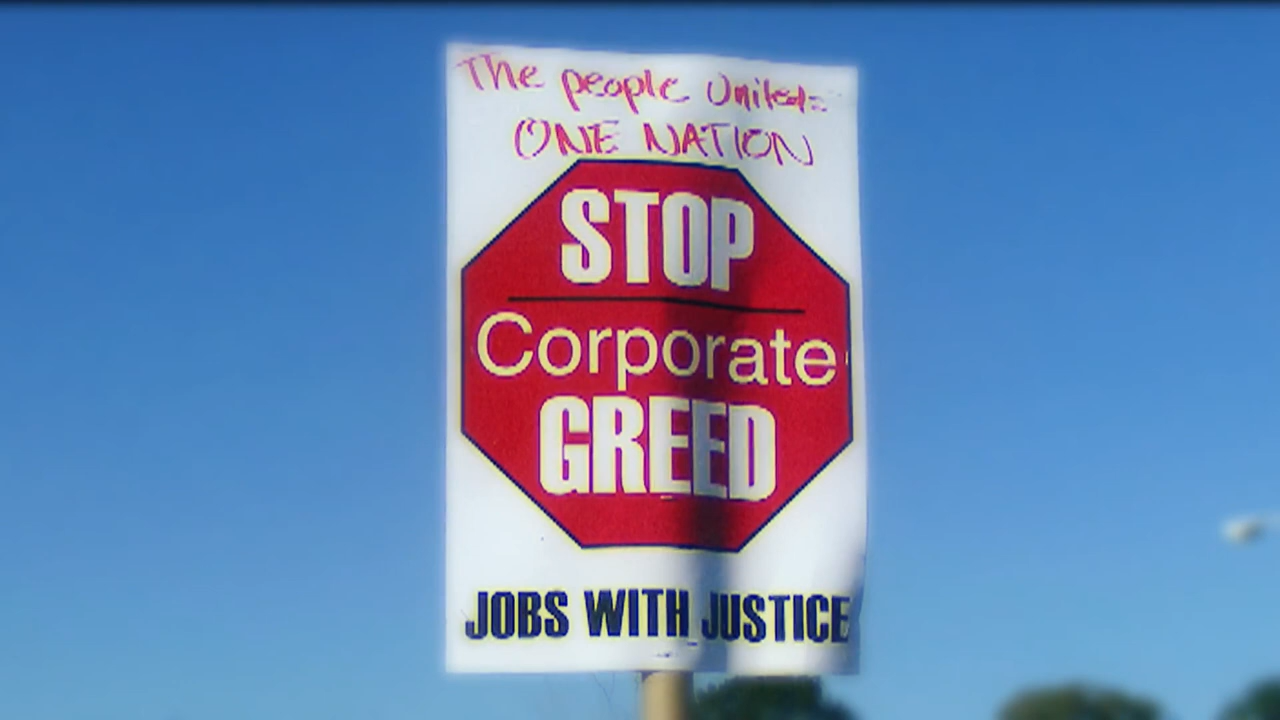 The people United=
ONE NATION
STOP
Corporate
GREED
JOBS WITH JUSTICE